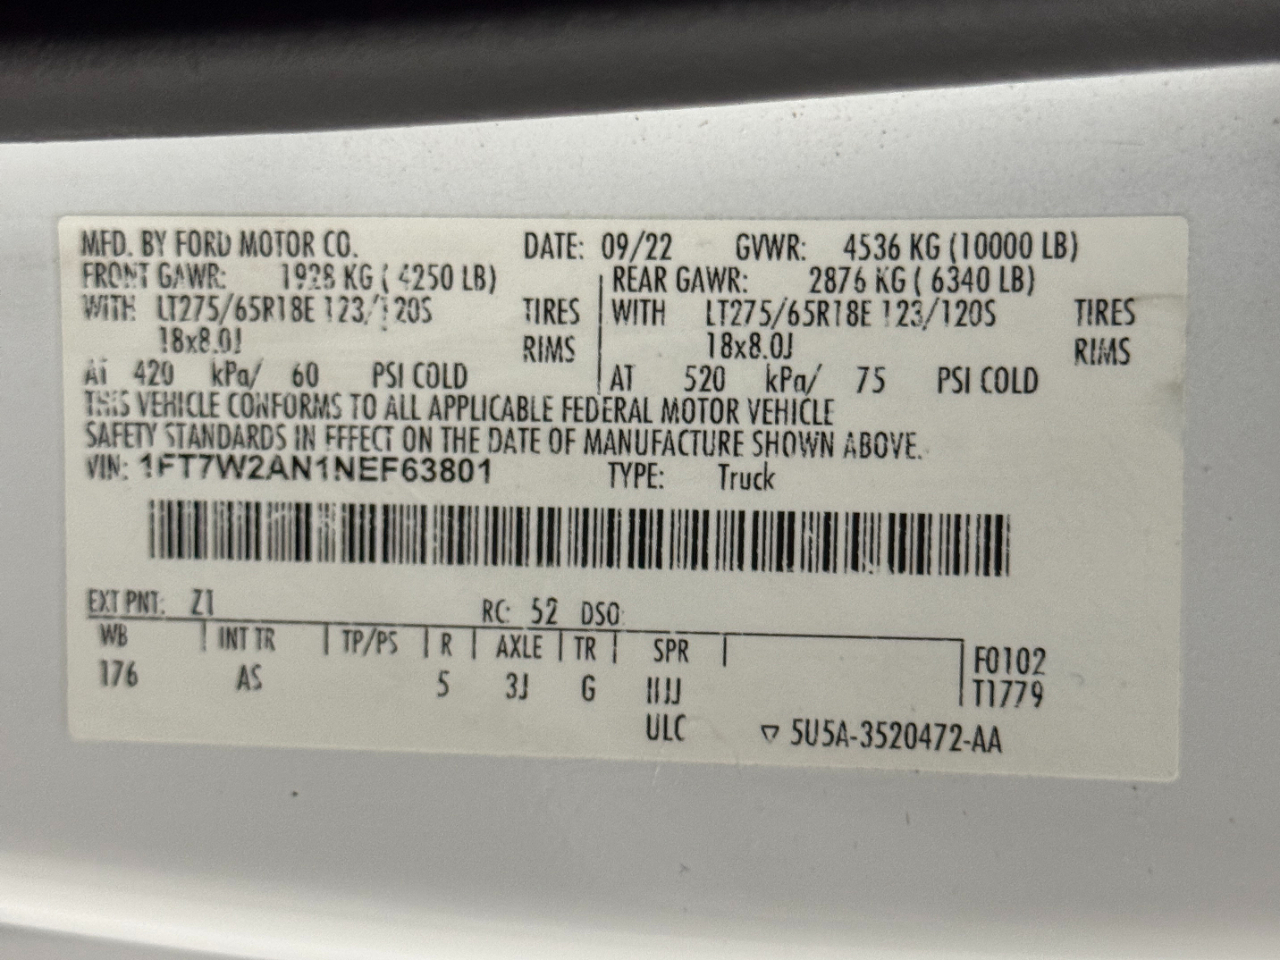 MFD. BY FORD MOTOR CO. DATE: 09/22 GVWR: 4536 KG (10000 LB)
FRONT GAWR: 1928 KG ( 4250 LB) REAR GAWR: 2876 KG ( 6340 LB)
WITH LT275/65R18E 123/120S TIRES WITH LT275/65R18E 123/120S TIRES
18x8.0J RIMS 18x8.0J RIMS
AT 420 kPa/ 60 PSI COLD AT 520 kPa/ 75 PSI COLD
THIS VEHICLE CONFORMS TO ALL APPLICABLE FEDERAL MOTOR VEHICLE
SAFETY STANDARDS IN EFFECT ON THE DATE OF MANUFACTURE SHOWN ABOVE.
VIN: 1FT7W2AN1NEF63801 TYPE: Truck
EXT PNT: Z1 RC: 52 DSO:
WB INT TR TP/PS R AXLE TR SPR F0102
176 AS 5 3J G IIJJ T1779
ULC ▽ 5U5A-3520472-AA